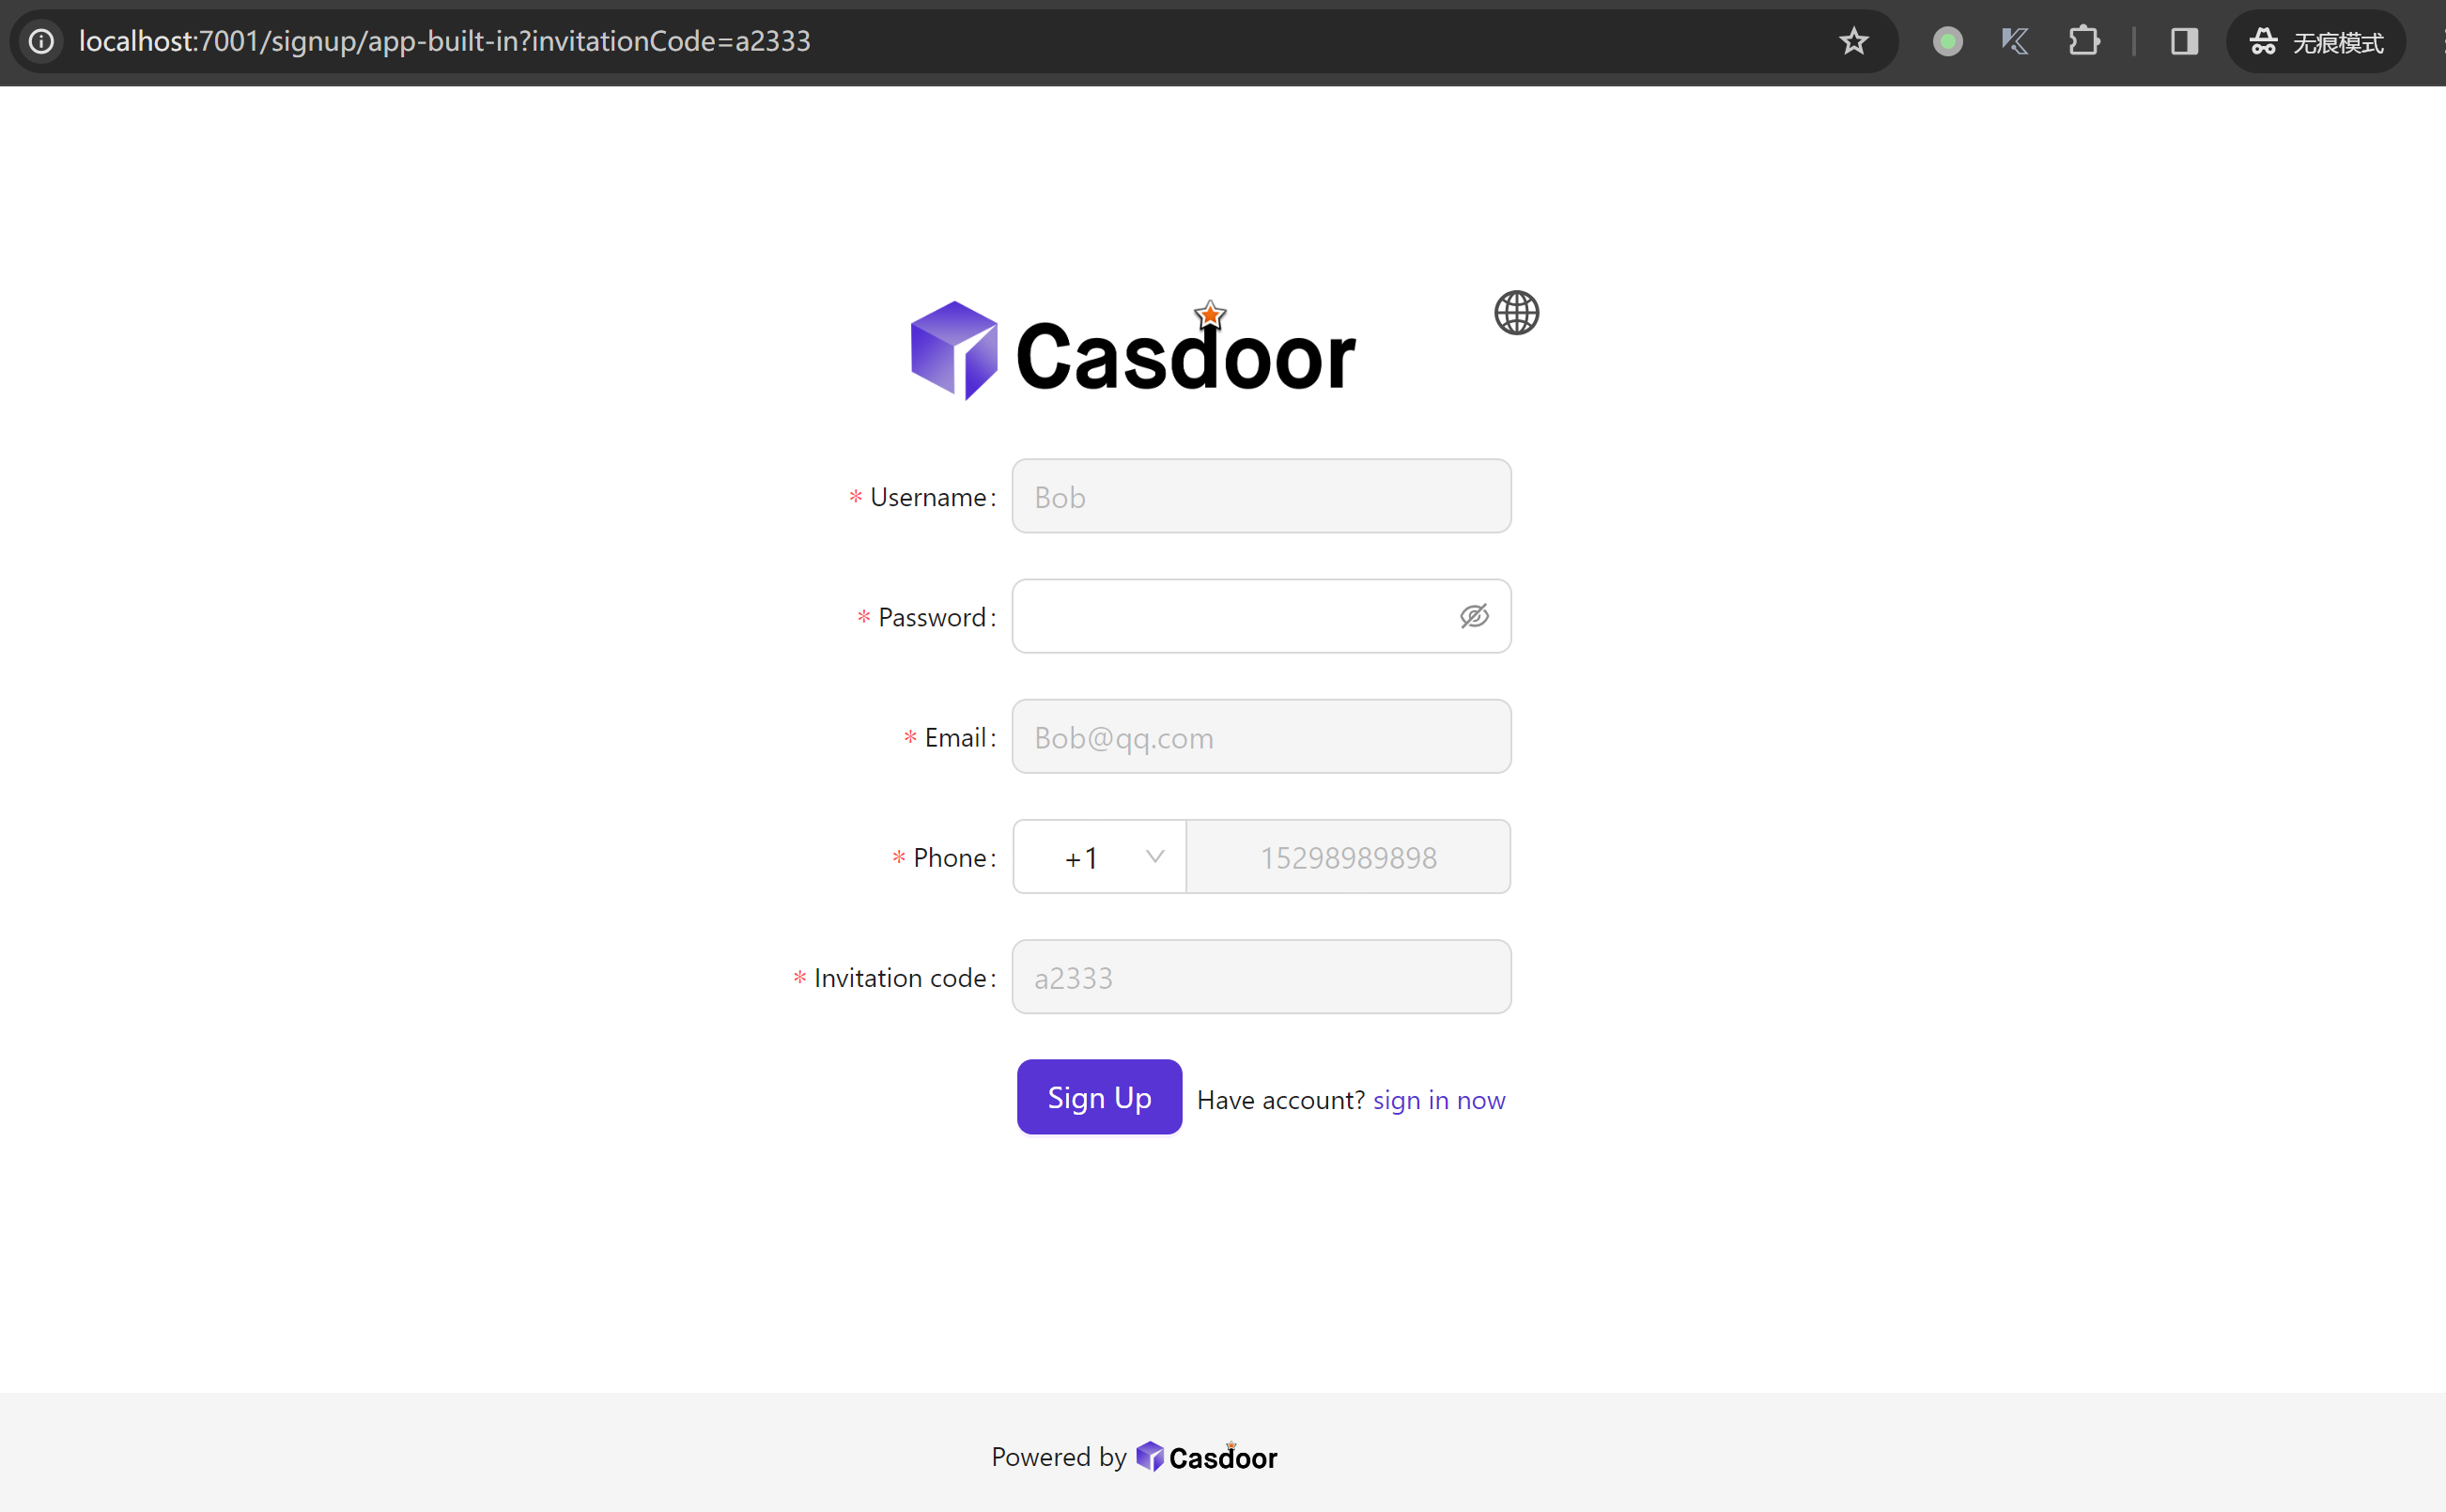 localhost:7001/signup/app-built-in?invitationCode=a2333
无痕模式
Casdoor
* Username:
Bob
* Password:
* Email:
Bob@qq.com
* Phone:
+1
15298989898
* Invitation code:
a2333
Sign Up Have account? sign in now
Powered by Casdoor